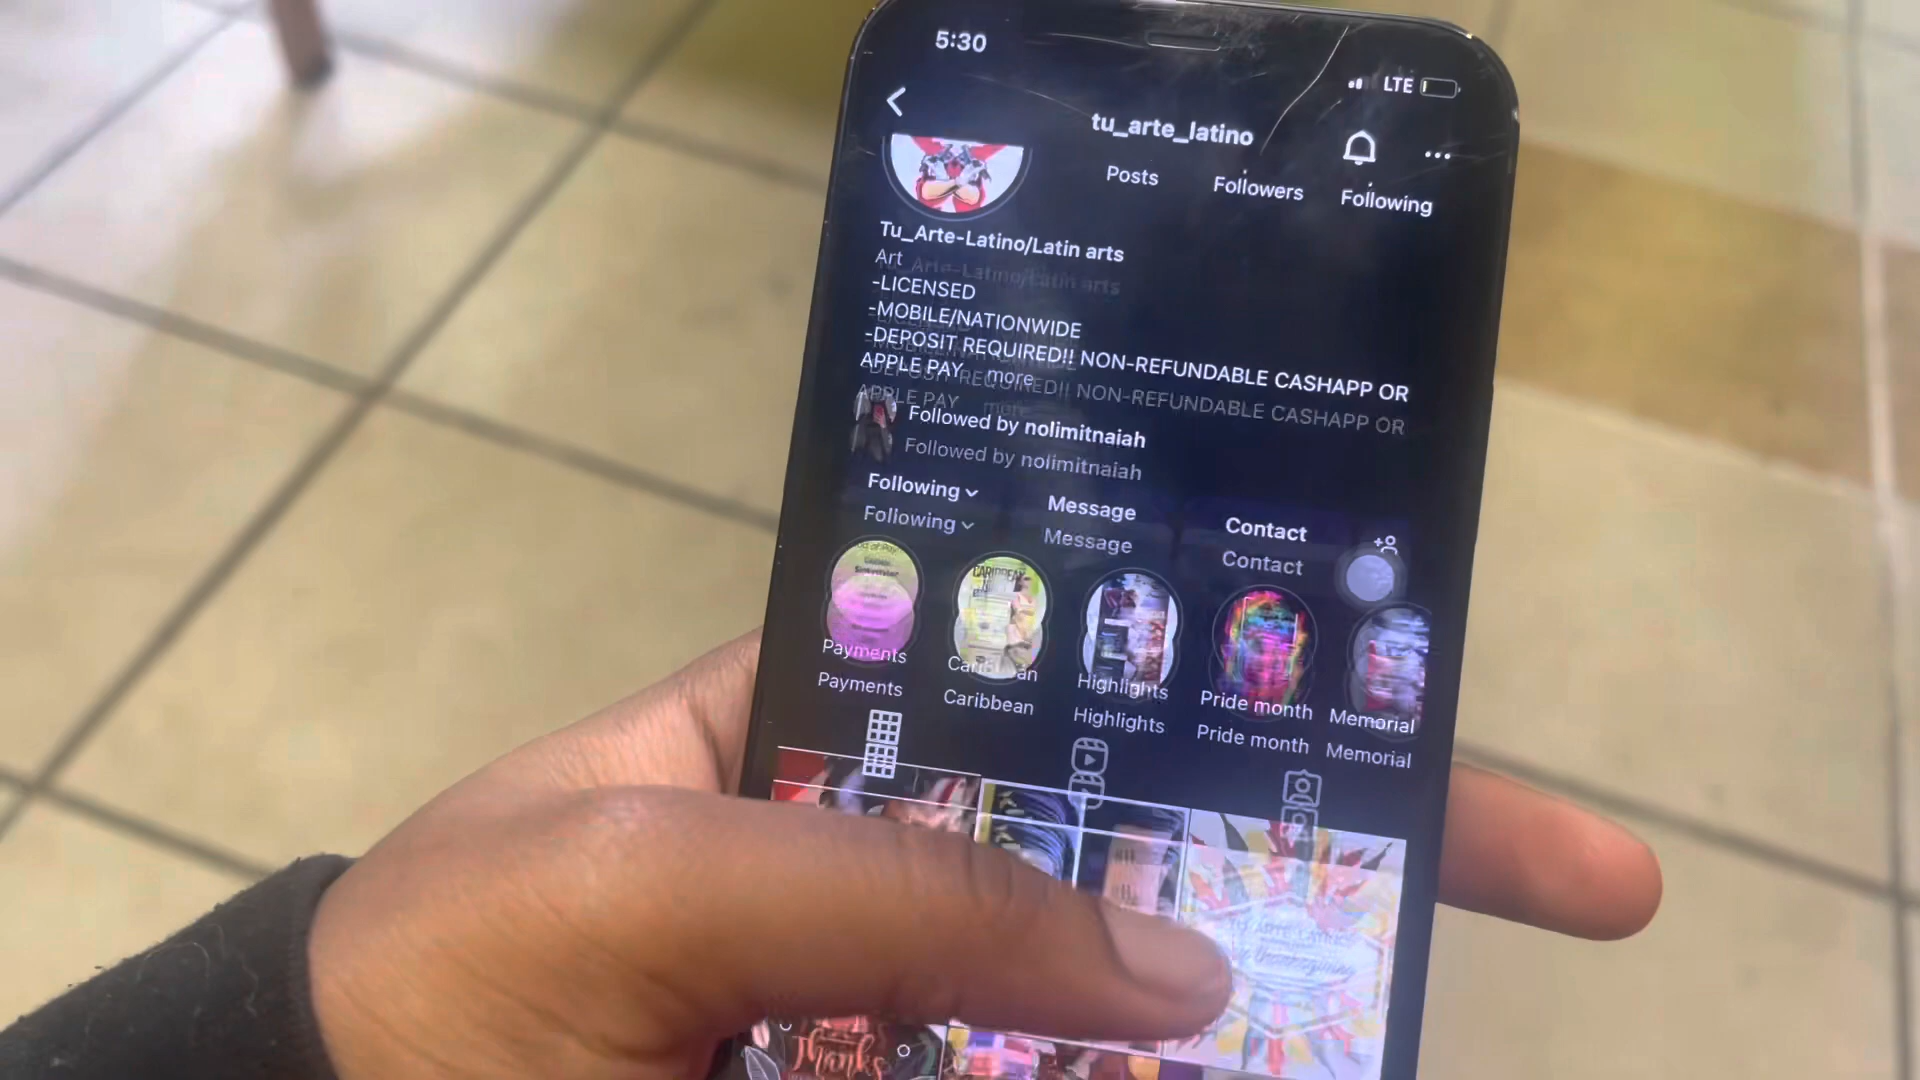 5:30
LTE
tu_arte_latino
Posts
Followers
Following
Tu_Arte-Latino/Latin arts
Art
-LICENSED
-MOBILE/NATIONWIDE
-DEPOSIT REQUIRED!! NON-REFUNDABLE CASHAPP OR
APPLE PAY more
Followed by nolimitnaiah
Following
Message
Contact
Payments
Caribbean
Highlights
Pride month
Memorial
Thanks